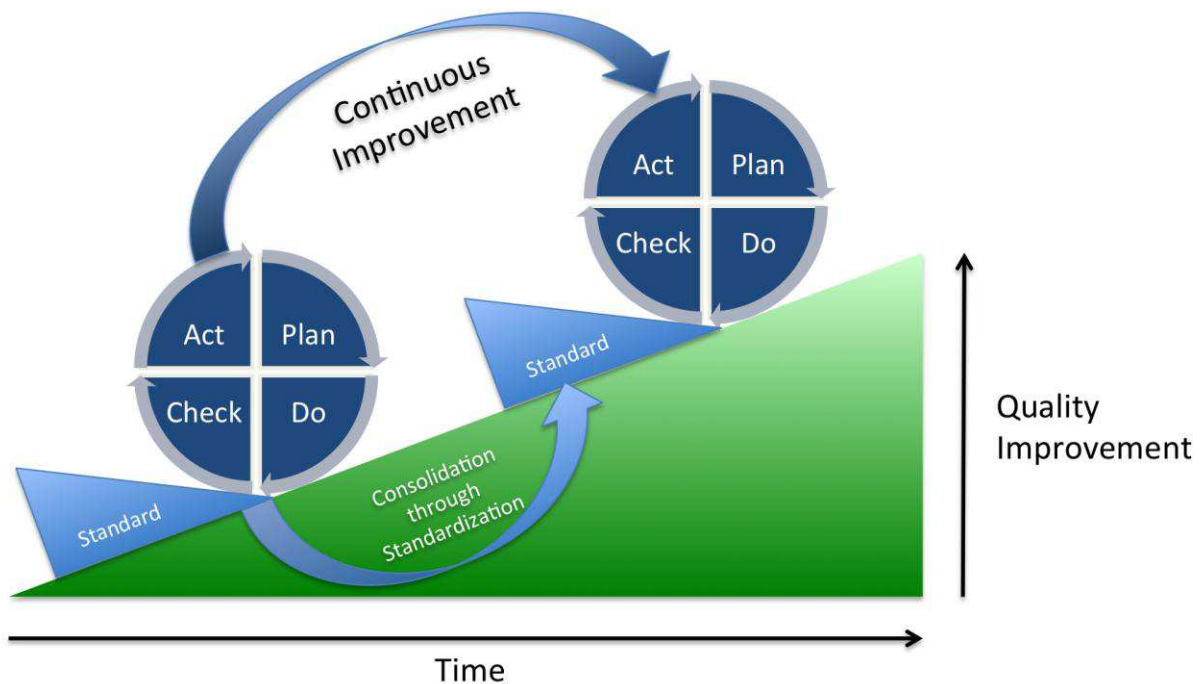 Continuous
Improvement
Act Plan
Check Do
Act Plan
Check Do
Standard
Standard
Consolidation
through
Standardization
Quality
Improvement
Time